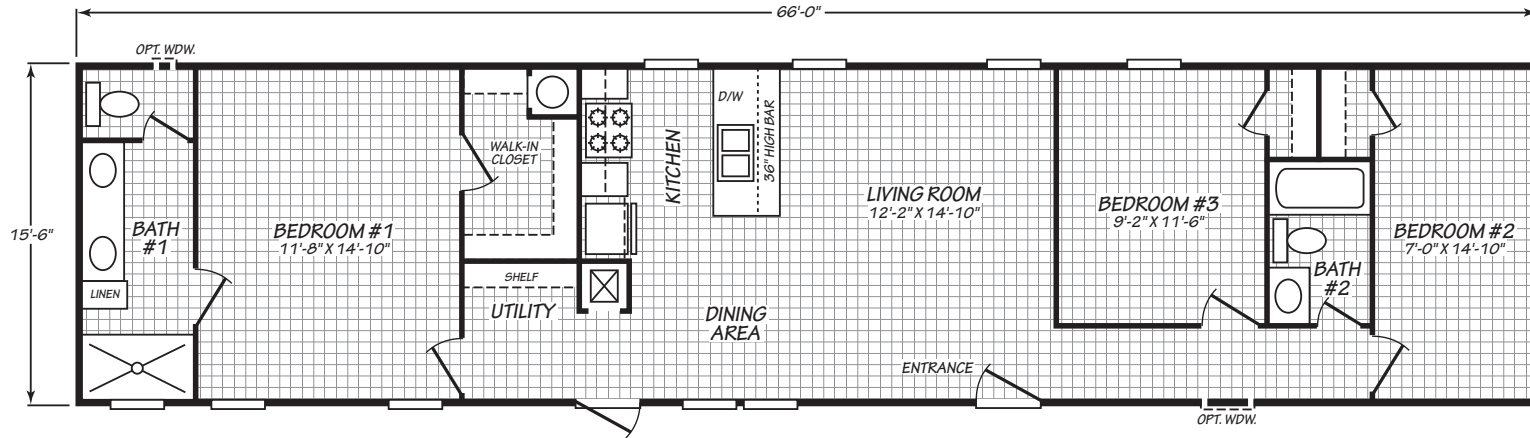 66'-0"
OPT. WDW.
15'-6"
BATH
#1
LINEN
BEDROOM #1
11'-8" X 14'-10"
WALK-IN
CLOSET
SHELF
UTILITY
KITCHEN
D/W
36" HIGH BAR
DINING
AREA
LIVING ROOM
12'-2" X 14'-10"
ENTRANCE
BEDROOM #3
9'-2" X 11'-6"
BATH
#2
BEDROOM #2
7'-0" X 14'-10"
OPT. WDW.